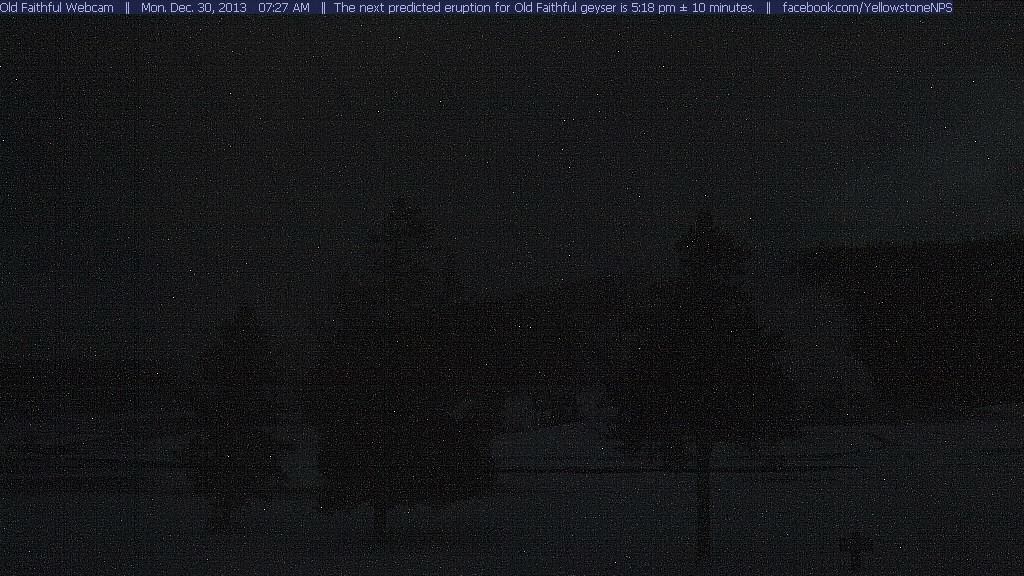 Old Faithful Webcam || Mon. Dec. 30, 2013 07:27 AM || The next predicted eruption for Old Faithful geyser is 5:18 pm ± 10 minutes. || facebook.com/YellowstoneNPS